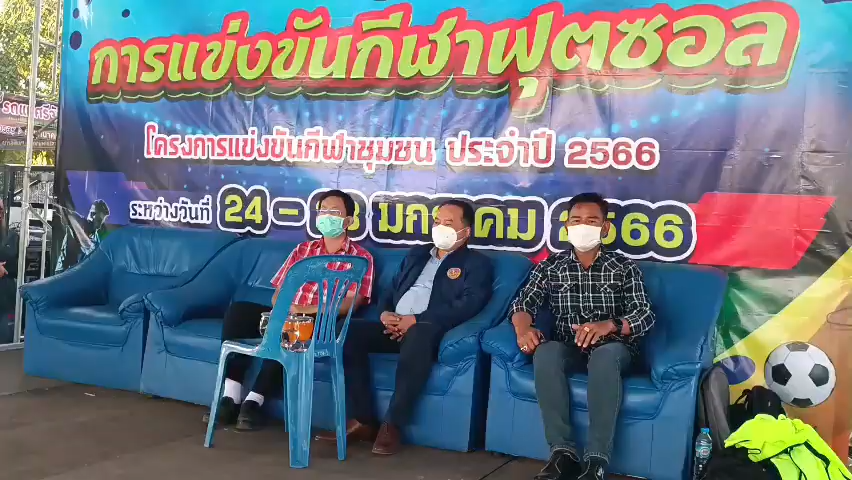 การแข่งขันกีฬาฟุตซอล
โครงการแข่งขันกีฬาชุมชน ประจำปี 2566
ระหว่างวันที่ 24 - 28 มกราคม 2566